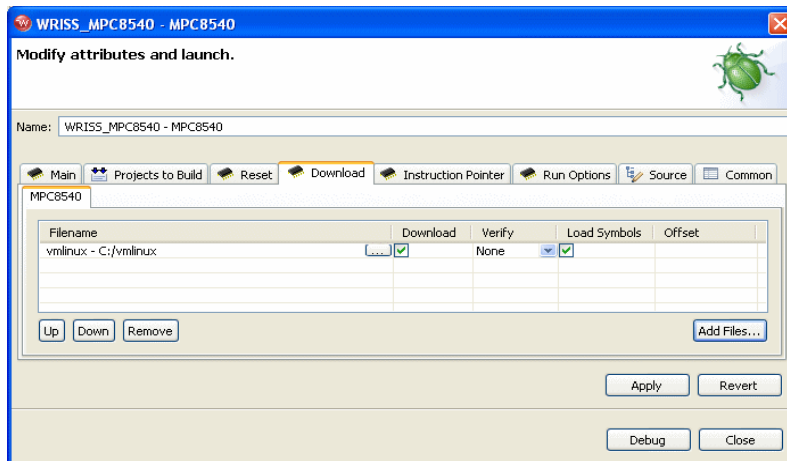 WRISS_MPC8540 - MPC8540
Modify attributes and launch.
Name: WRISS_MPC8540 - MPC8540
Main Projects to Build Reset Download Instruction Pointer Run Options Source Common
MPC8540
Filename Download Verify Load Symbols Offset
vmlinux - C:/vmlinux ... None
Up Down Remove Add Files...
Apply Revert
Debug Close